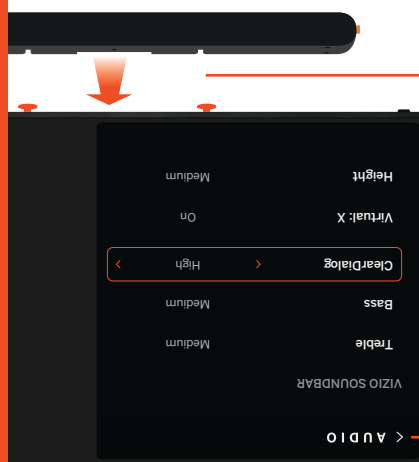 < AUDIO
VIZIO SOUNDBAR
Treble Medium
Bass Medium
ClearDialog < High >
Virtual: X On
Height Medium